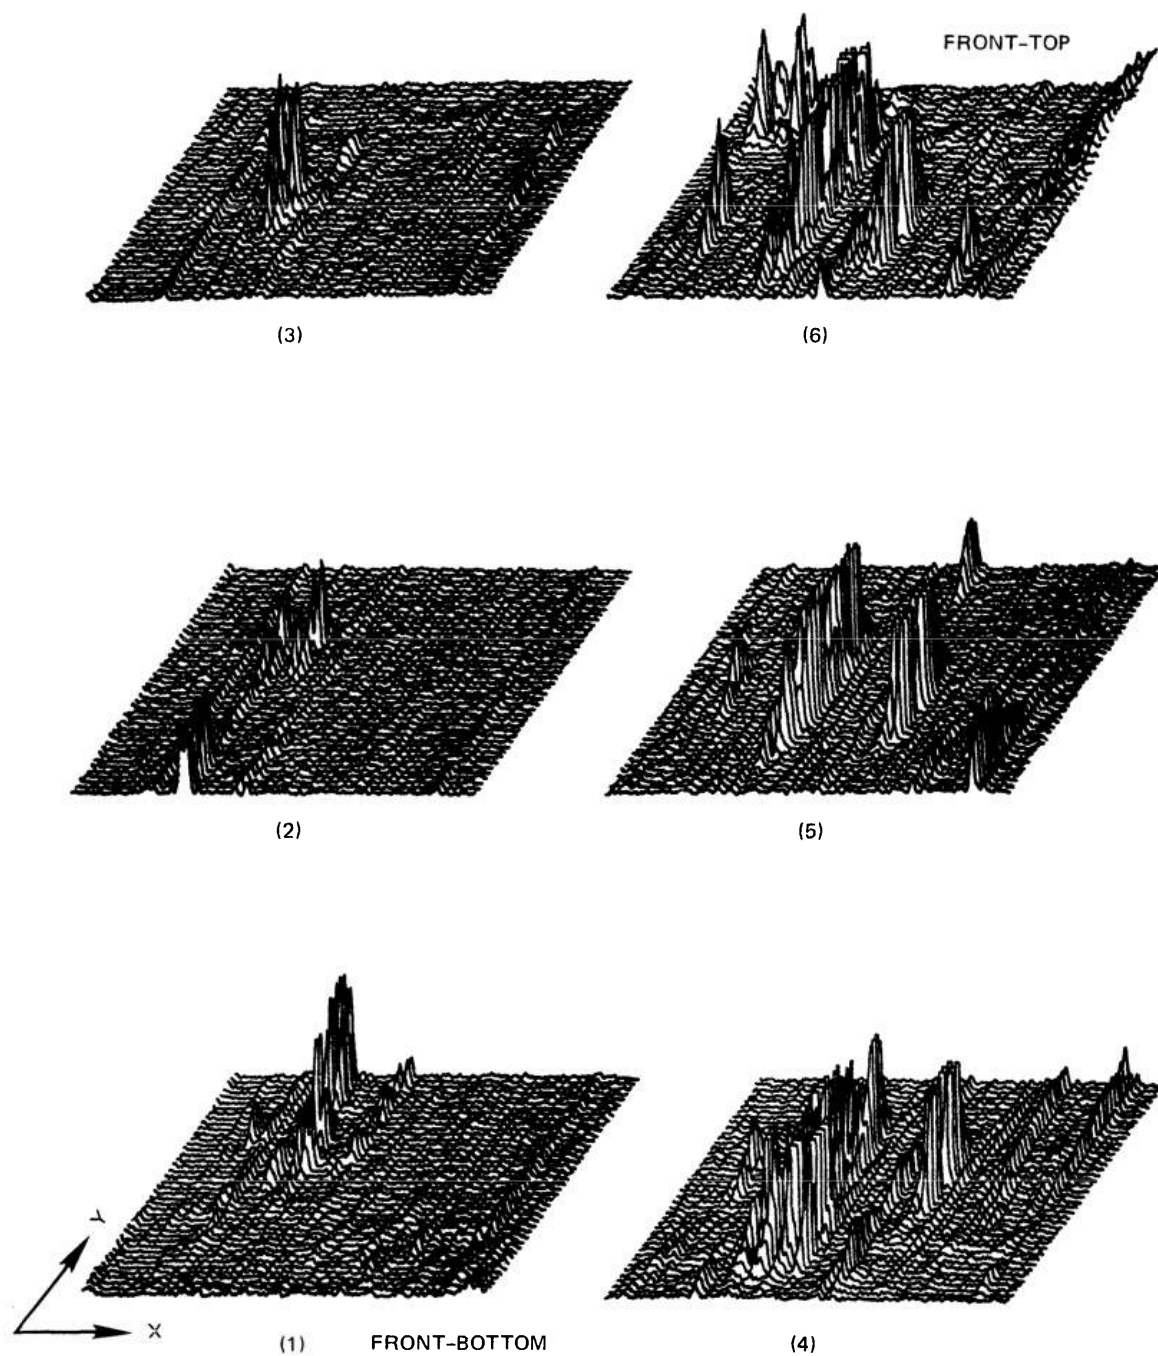 FRONT-TOP
(3) (6)
(2) (5)
Y
X
(1) FRONT-BOTTOM (4)